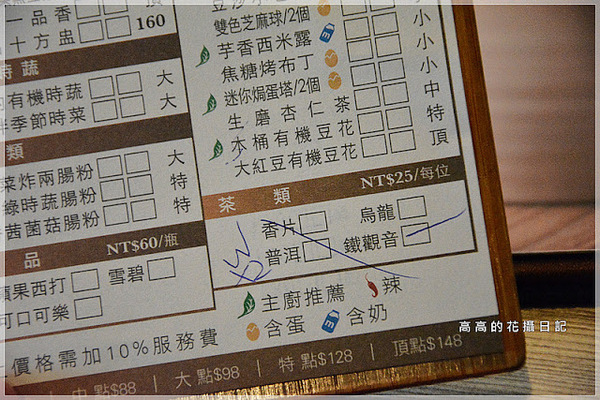 一品香 頂
十方盅 160
時蔬
有機時蔬 大
季節時菜 大
類
菜炸兩腸粉 大
綠時蔬腸粉 特
茜菌菇腸粉 特
品 NT$60/瓶
蘋果西打 雪碧
可口可樂
雙色芝麻球/2個 小
芋香西米露 小
焦糖烤布丁 小
迷你焗蛋塔/2個 小
生磨杏仁茶 中
本桶有機豆花 特
大紅豆有機豆花 頂
茶類 NT$25/每位
香片 烏龍
普洱 鐵觀音
主廚推薦 辣
含蛋 含奶
價格需加10%服務費
中點$88 | 大點$98 | 特點$128 | 頂點$148
高高的花攝日記